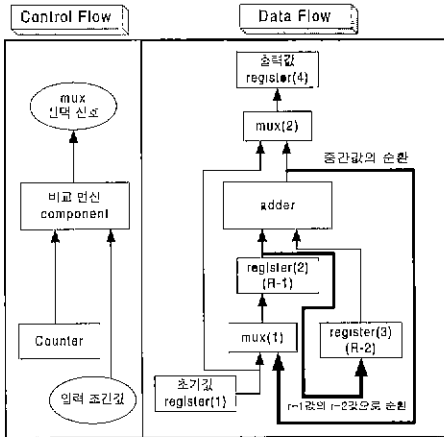 Control Flow
Data Flow
mux
선택 신호
비교 연산
component
Counter
입력 조건값
출력값
register(4)
mux(2)
중간값의 순환
adder
register(2)
(R-1)
mux(1)
register(3)
(R-2)
초기값
register(1)
r-1값의 r-2값으로 순환